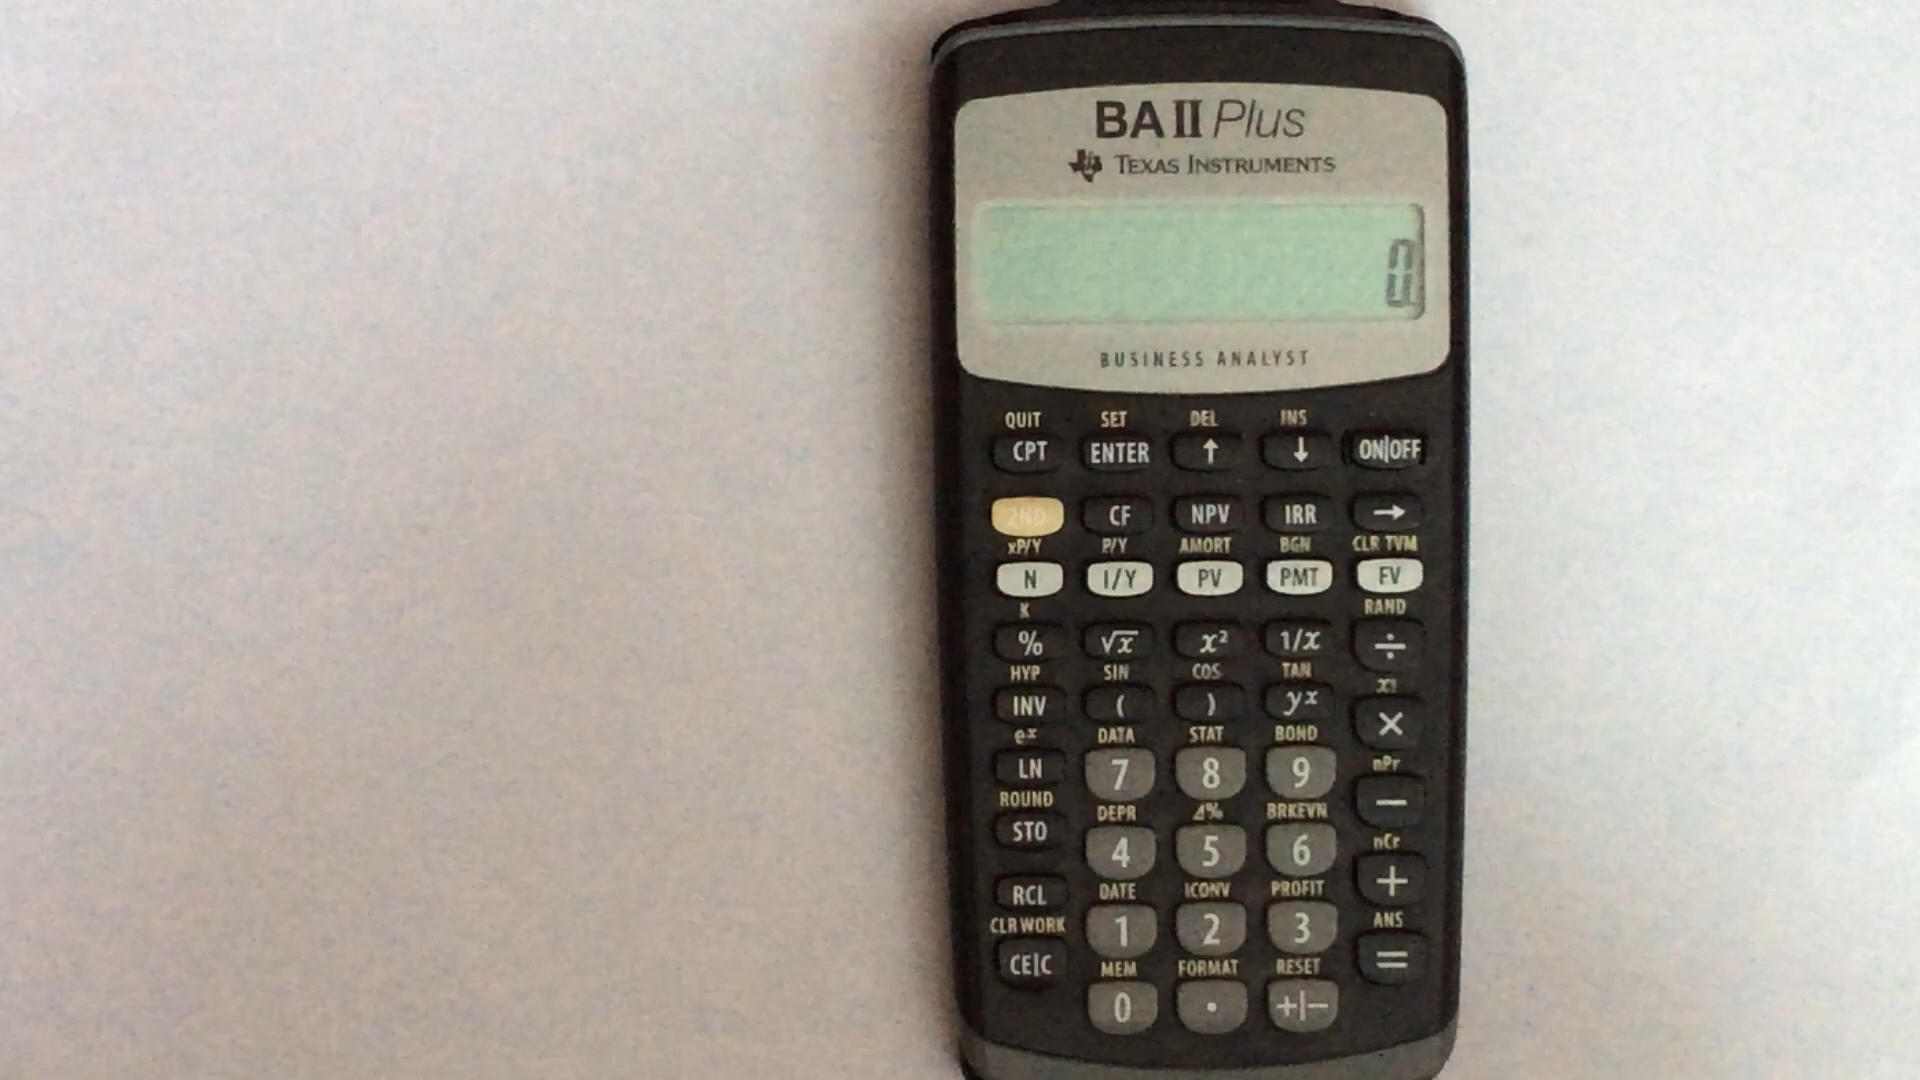 BA II Plus
TEXAS INSTRUMENTS
0
BUSINESS ANALYST
QUIT SET DEL INS
CPT ENTER ↑ ↓ ON|OFF
2ND CF NPV IRR →
xP/Y P/Y AMORT BGN CLR TVM
N I/Y PV PMT FV
K RAND
% √x x² 1/x ÷
HYP SIN COS TAN x!
INV ( ) yˣ ×
eˣ DATA STAT BOND nPr
LN 7 8 9 −
ROUND DEPR Δ% BRKEVN nCr
STO 4 5 6 +
DATE ICONV PROFIT ANS
RCL 1 2 3 =
CLR WORK MEM FORMAT RESET
CE|C 0 . +|−